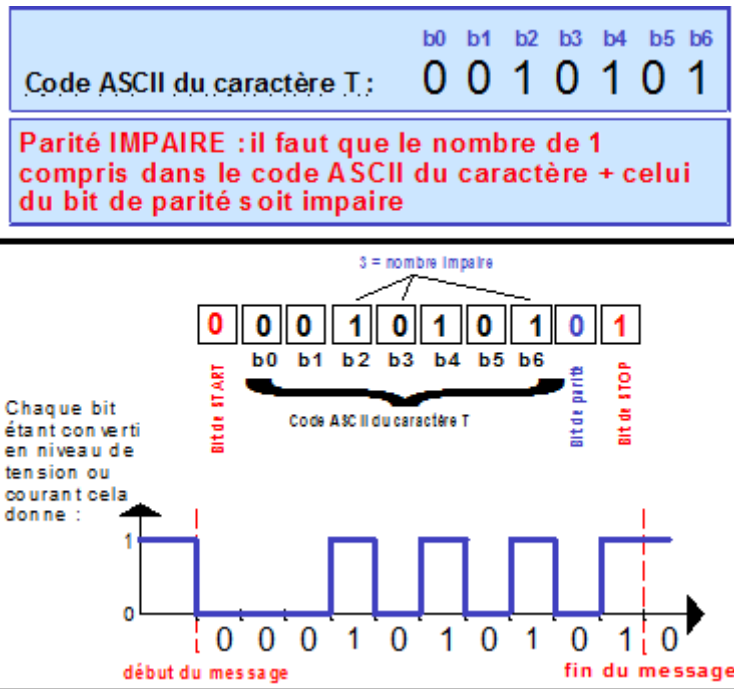 b0 b1 b2 b3 b4 b5 b6
Code ASCII du caractère T : 0 0 1 0 1 0 1
Parité IMPAIRE : il faut que le nombre de 1
compris dans le code ASCII du caractère + celui
du bit de parité soit impaire
3 = nombre impaire
0 0 0 1 0 1 0 1 0 1
b0 b1 b2 b3 b4 b5 b6
Bit de START
Code ASCII du caractère T
Bit de parité
Bit de STOP
Chaque bit
étant converti
en niveau de
tension ou
courant cela
donne :
1
0
0 0 0 1 0 1 0 1 0 1 0
début du message
fin du message